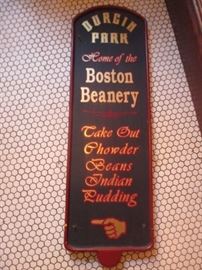 DURGIN
PARK
Home of the
Boston
Beanery
Take Out
Chowder
Beans
Indian
Pudding